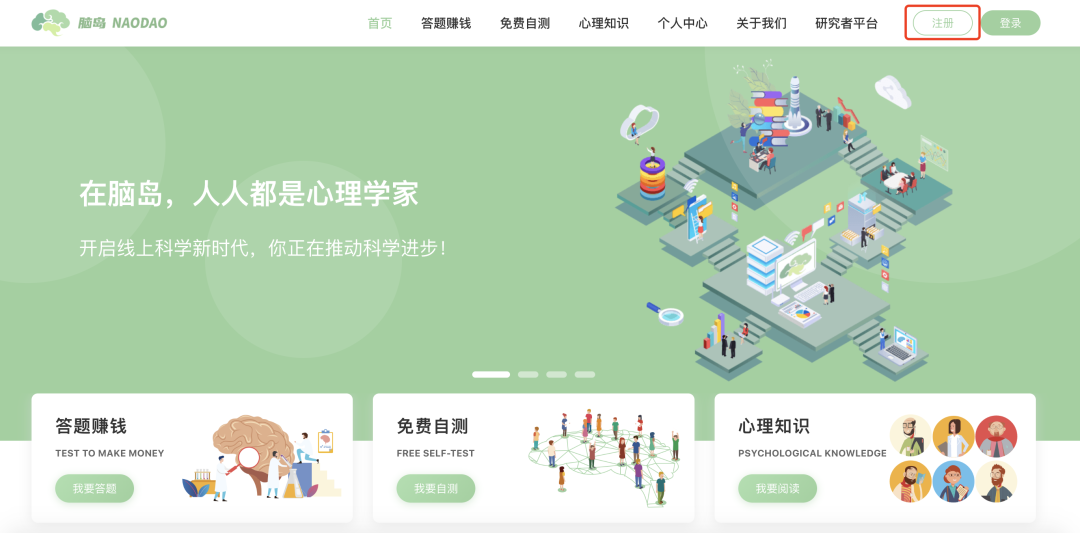 脑岛 NAODAO
首页 答题赚钱 免费自测 心理知识 个人中心 关于我们 研究者平台 注册 登录
在脑岛，人人都是心理学家
开启线上科学新时代，你正在推动科学进步！
答题赚钱
TEST TO MAKE MONEY
我要答题
免费自测
FREE SELF-TEST
我要自测
心理知识
PSYCHOLOGICAL KNOWLEDGE
我要阅读